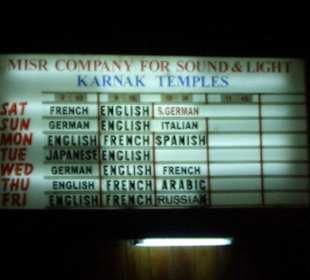 MISR COMPANY FOR SOUND & LIGHT
KARNAK TEMPLES
SAT FRENCH ENGLISH S.GERMAN
SUN GERMAN ENGLISH ITALIAN
MON ENGLISH FRENCH SPANISH
TUE JAPANESE ENGLISH
WED GERMAN ENGLISH FRENCH
THU ENGLISH FRENCH ARABIC
FRI ENGLISH FRENCH RUSSIAN